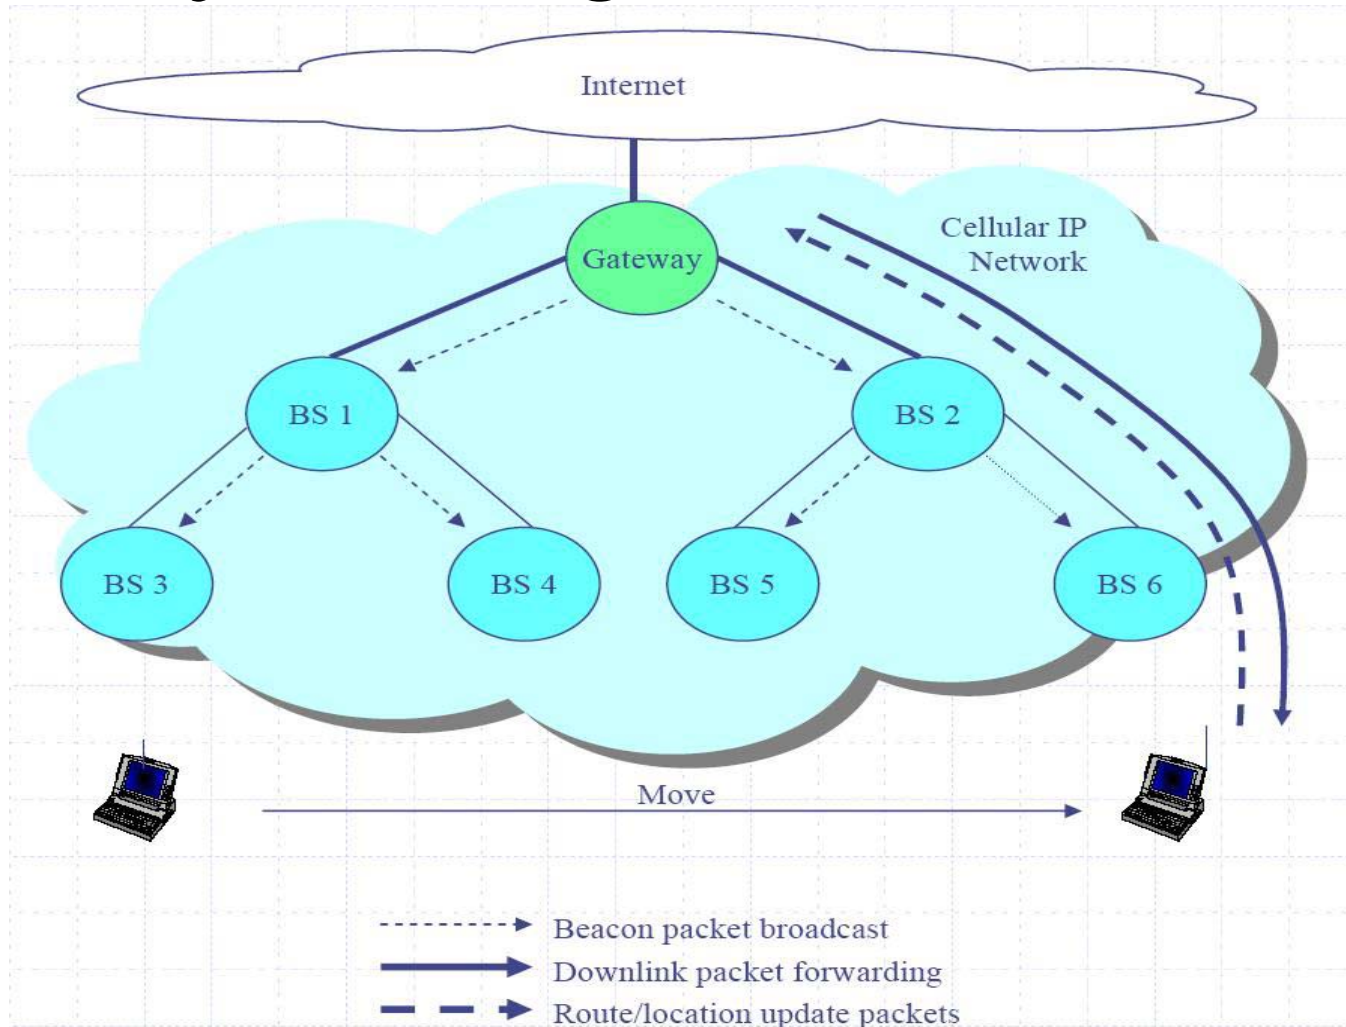 Internet
Cellular IP
Network
Gateway
BS 1
BS 2
BS 3
BS 4
BS 5
BS 6
Move
Beacon packet broadcast
Downlink packet forwarding
Route/location update packets